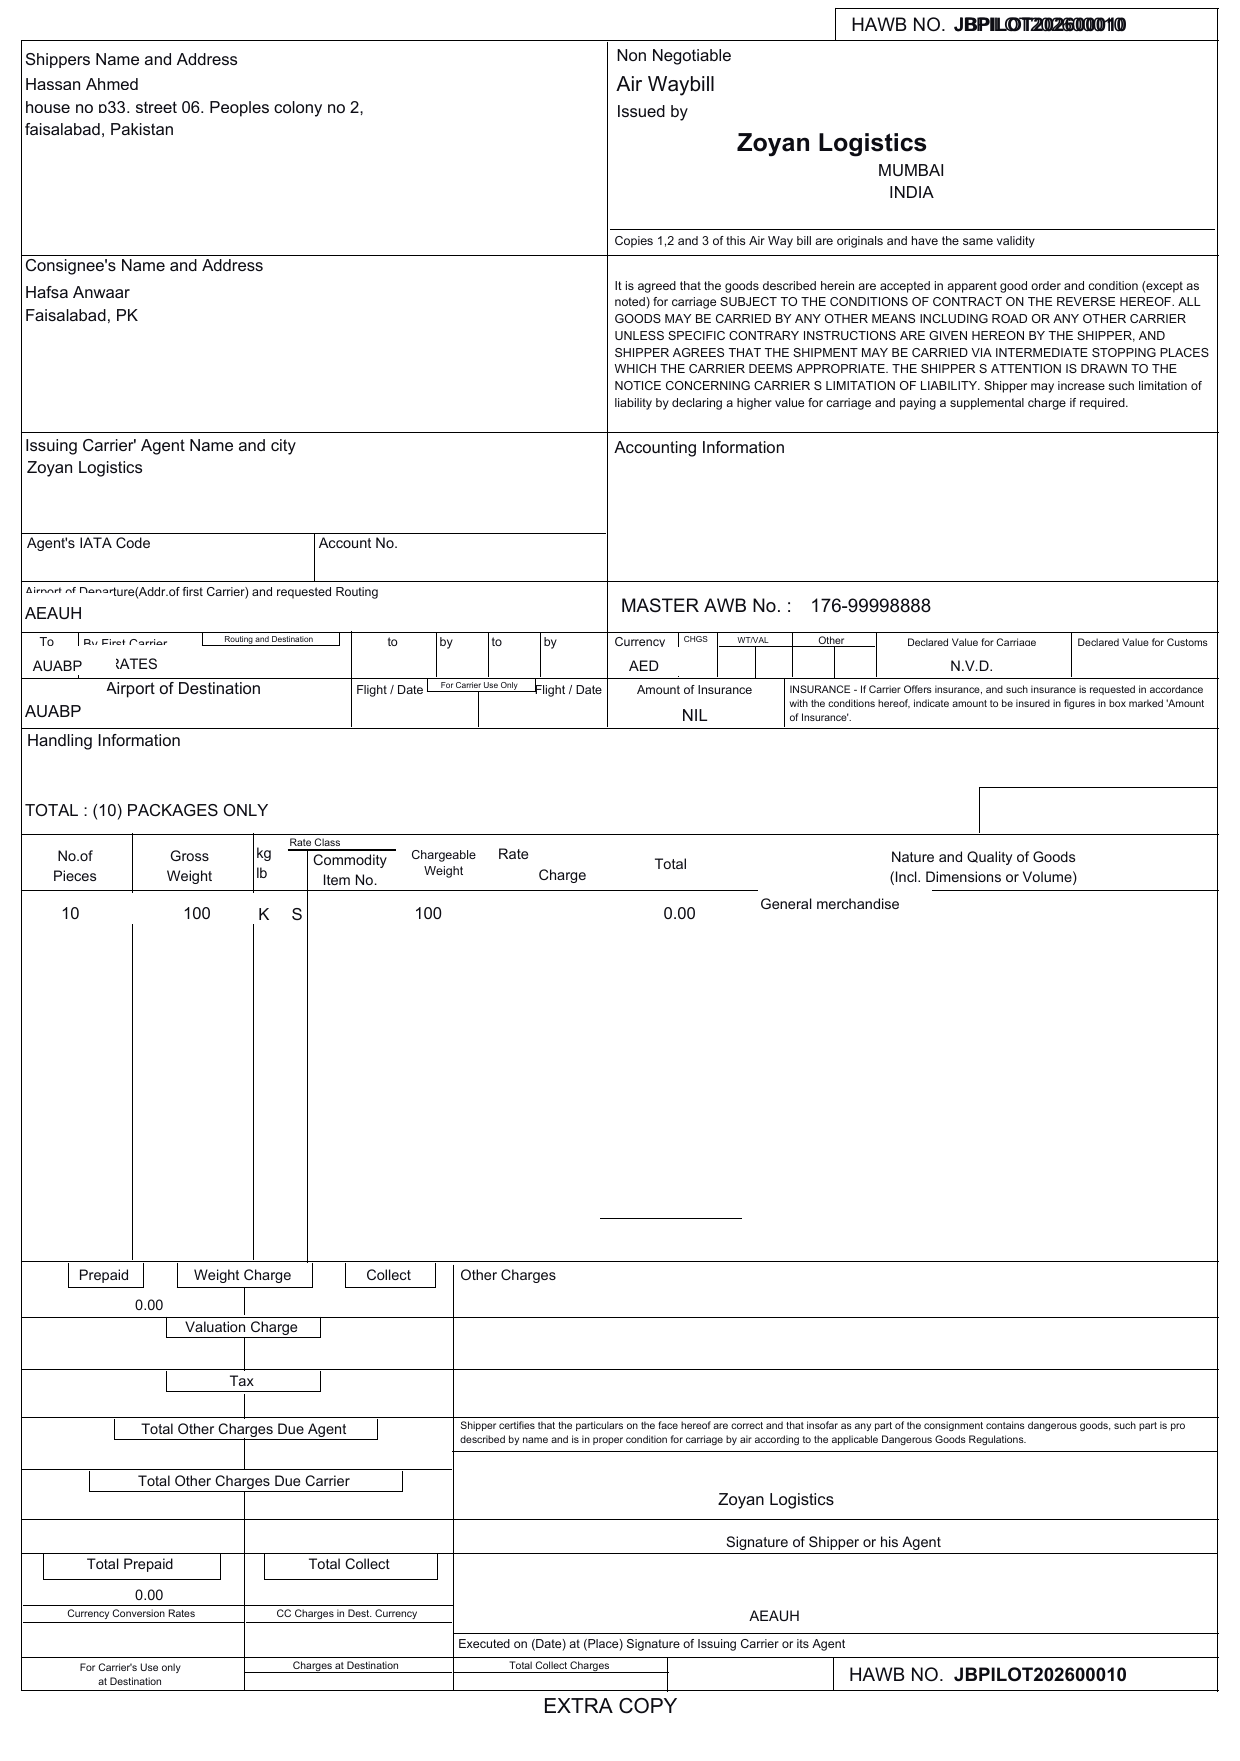 HAWB NO. JBPILOT202600010
Shippers Name and Address
Hassan Ahmed
house no p33, street 06, Peoples colony no 2,
faisalabad, Pakistan
Non Negotiable
Air Waybill
Issued by
Zoyan Logistics
MUMBAI
INDIA
Copies 1,2 and 3 of this Air Way bill are originals and have the same validity
Consignee's Name and Address
Hafsa Anwaar
Faisalabad, PK
It is agreed that the goods described herein are accepted in apparent good order and condition (except as
noted) for carriage SUBJECT TO THE CONDITIONS OF CONTRACT ON THE REVERSE HEREOF. ALL
GOODS MAY BE CARRIED BY ANY OTHER MEANS INCLUDING ROAD OR ANY OTHER CARRIER
UNLESS SPECIFIC CONTRARY INSTRUCTIONS ARE GIVEN HEREON BY THE SHIPPER, AND
SHIPPER AGREES THAT THE SHIPMENT MAY BE CARRIED VIA INTERMEDIATE STOPPING PLACES
WHICH THE CARRIER DEEMS APPROPRIATE. THE SHIPPER S ATTENTION IS DRAWN TO THE
NOTICE CONCERNING CARRIER S LIMITATION OF LIABILITY. Shipper may increase such limitation of
liability by declaring a higher value for carriage and paying a supplemental charge if required.
Issuing Carrier' Agent Name and city
Zoyan Logistics
Accounting Information
Agent's IATA Code
Account No.
Airport of Departure(Addr.of first Carrier) and requested Routing
AEAUH
MASTER AWB No. : 176-99998888
To By First Carrier Routing and Destination to by to by
AUABP RATES
Currency CHGS WT/VAL Other Declared Value for Carriage Declared Value for Customs
AED N.V.D.
Airport of Destination
AUABP
Flight / Date For Carrier Use Only Flight / Date
Amount of Insurance
NIL
INSURANCE - If Carrier Offers insurance, and such insurance is requested in accordance
with the conditions hereof, indicate amount to be insured in figures in box marked 'Amount
of Insurance'.
Handling Information
TOTAL : (10) PACKAGES ONLY
No.of
Pieces
Gross
Weight
kg
lb
Rate Class
Commodity
Item No.
Chargeable
Weight
Rate
Charge
Total
Nature and Quality of Goods
(Incl. Dimensions or Volume)
10 100 K S 100 0.00 General merchandise
Prepaid Weight Charge Collect
0.00
Other Charges
Valuation Charge
Tax
Total Other Charges Due Agent
Shipper certifies that the particulars on the face hereof are correct and that insofar as any part of the consignment contains dangerous goods, such part is pro
described by name and is in proper condition for carriage by air according to the applicable Dangerous Goods Regulations.
Total Other Charges Due Carrier
Zoyan Logistics
Signature of Shipper or his Agent
Total Prepaid Total Collect
0.00
Currency Conversion Rates CC Charges in Dest. Currency
AEAUH
Executed on (Date) at (Place) Signature of Issuing Carrier or its Agent
For Carrier's Use only
at Destination
Charges at Destination
Total Collect Charges
HAWB NO. JBPILOT202600010
EXTRA COPY